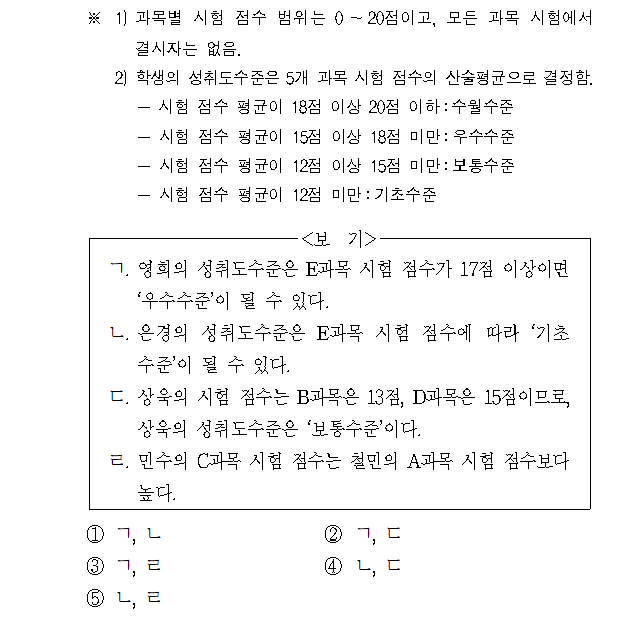 ※ 1) 과목별 시험 점수 범위는 0 ~ 20점이고, 모든 과목 시험에서
결시자는 없음.
2) 학생의 성취도수준은 5개 과목 시험 점수의 산술평균으로 결정함.
─ 시험 점수 평균이 18점 이상 20점 이하 : 수월수준
─ 시험 점수 평균이 15점 이상 18점 미만 : 우수수준
─ 시험 점수 평균이 12점 이상 15점 미만 : 보통수준
─ 시험 점수 평균이 12점 미만 : 기초수준
<보 기>
ㄱ. 영희의 성취도수준은 E과목 시험 점수가 17점 이상이면
‘우수수준’이 될 수 있다.
ㄴ. 은경의 성취도수준은 E과목 시험 점수에 따라 ‘기초
수준’이 될 수 있다.
ㄷ. 상욱의 시험 점수는 B과목은 13점, D과목은 15점이므로,
상욱의 성취도수준은 ‘보통수준’이다.
ㄹ. 민수의 C과목 시험 점수는 철민의 A과목 시험 점수보다
높다.
① ㄱ, ㄴ ② ㄱ, ㄷ
③ ㄱ, ㄹ ④ ㄴ, ㄷ
⑤ ㄴ, ㄹ